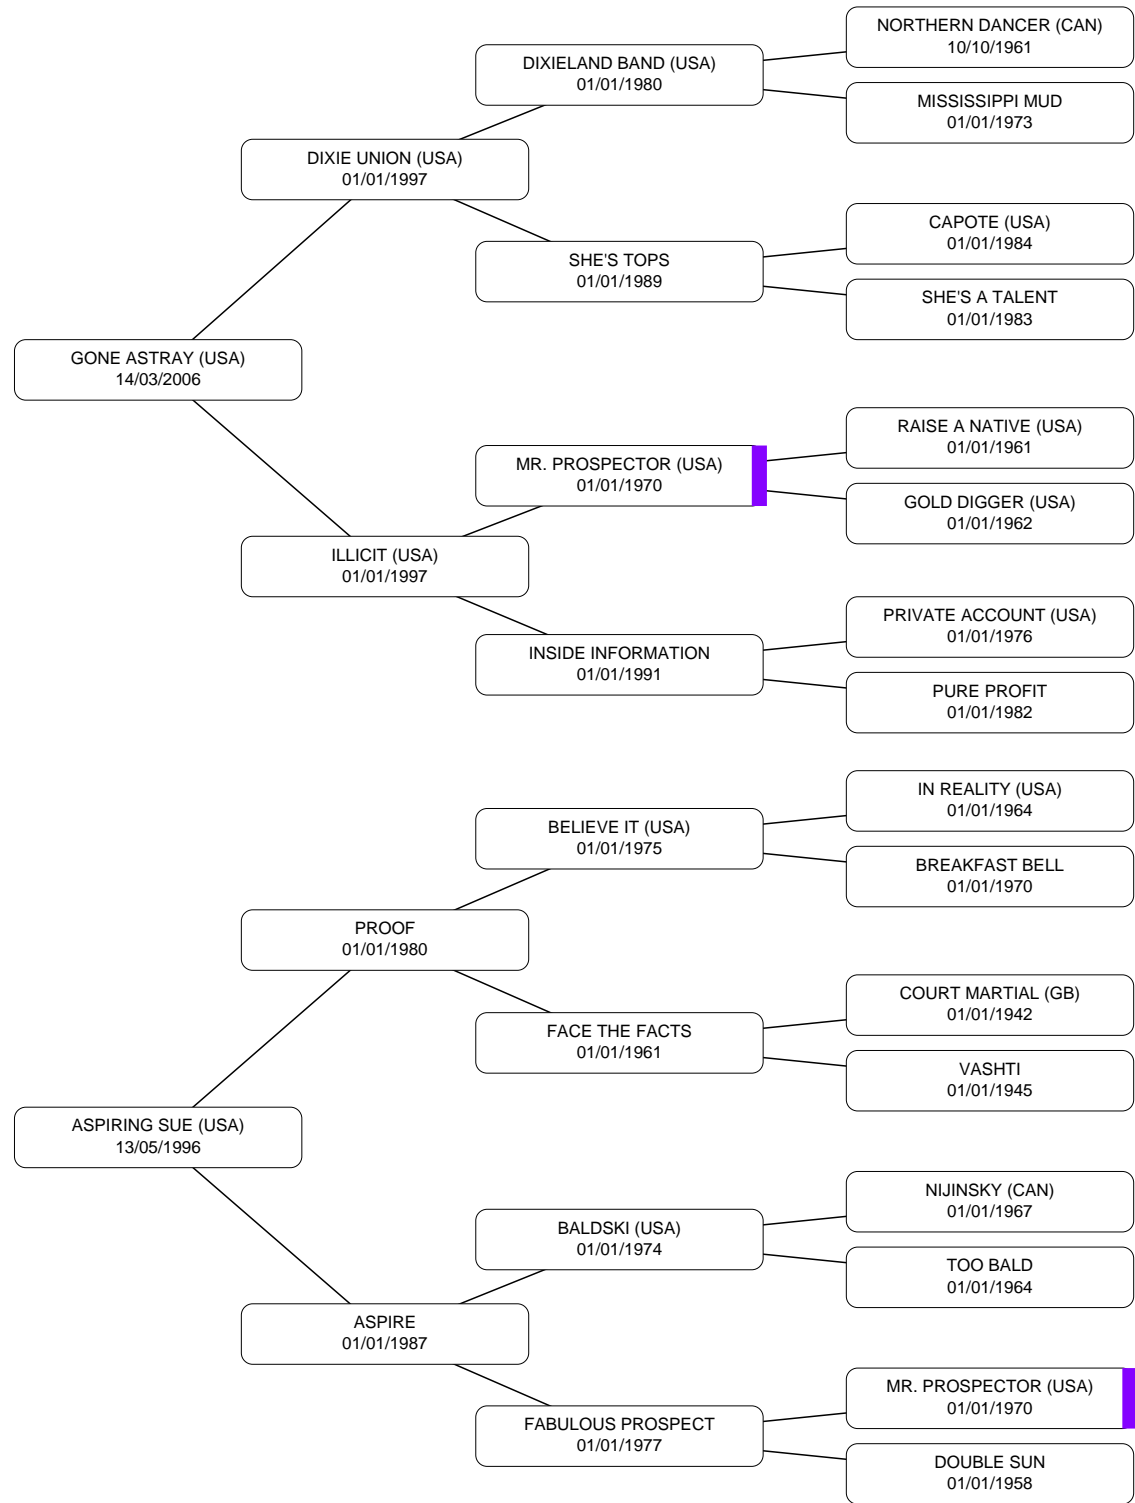 NORTHERN DANCER (CAN)
10/10/1961
DIXIELAND BAND (USA)
01/01/1980
MISSISSIPPI MUD
01/01/1973
DIXIE UNION (USA)
01/01/1997
CAPOTE (USA)
01/01/1984
SHE'S TOPS
01/01/1989
SHE'S A TALENT
01/01/1983
GONE ASTRAY (USA)
14/03/2006
RAISE A NATIVE (USA)
01/01/1961
MR. PROSPECTOR (USA)
01/01/1970
GOLD DIGGER (USA)
01/01/1962
ILLICIT (USA)
01/01/1997
PRIVATE ACCOUNT (USA)
01/01/1976
INSIDE INFORMATION
01/01/1991
PURE PROFIT
01/01/1982
IN REALITY (USA)
01/01/1964
BELIEVE IT (USA)
01/01/1975
BREAKFAST BELL
01/01/1970
PROOF
01/01/1980
COURT MARTIAL (GB)
01/01/1942
FACE THE FACTS
01/01/1961
VASHTI
01/01/1945
ASPIRING SUE (USA)
13/05/1996
NIJINSKY (CAN)
01/01/1967
BALDSKI (USA)
01/01/1974
TOO BALD
01/01/1964
ASPIRE
01/01/1987
MR. PROSPECTOR (USA)
01/01/1970
FABULOUS PROSPECT
01/01/1977
DOUBLE SUN
01/01/1958